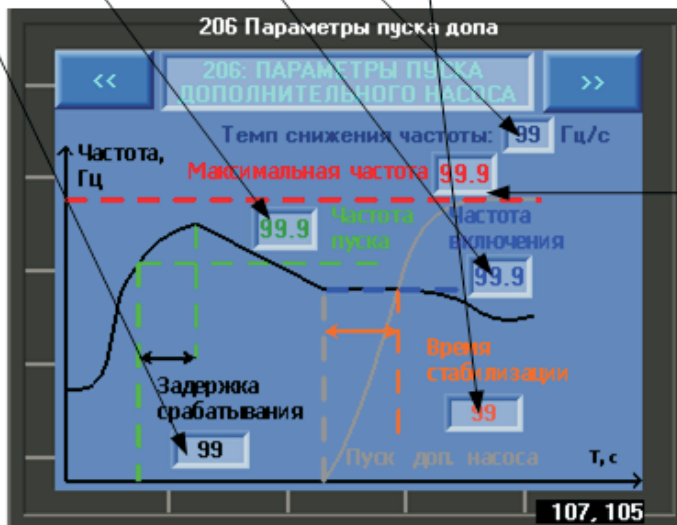 206 Параметры пуска допа
<<
206: ПАРАМЕТРЫ ПУСКА
ДОПОЛНИТЕЛЬНОГО НАСОСА
>>
Темп снижения частоты: 99 Гц/с
Частота,
Гц
Максимальная частота 99.9
99.9
Частота
пуска
Частота
включения
99.9
Время
стабилизации
99
Задержка
срабатывания
99
Пуск доп. насоса
Т, с
107, 105